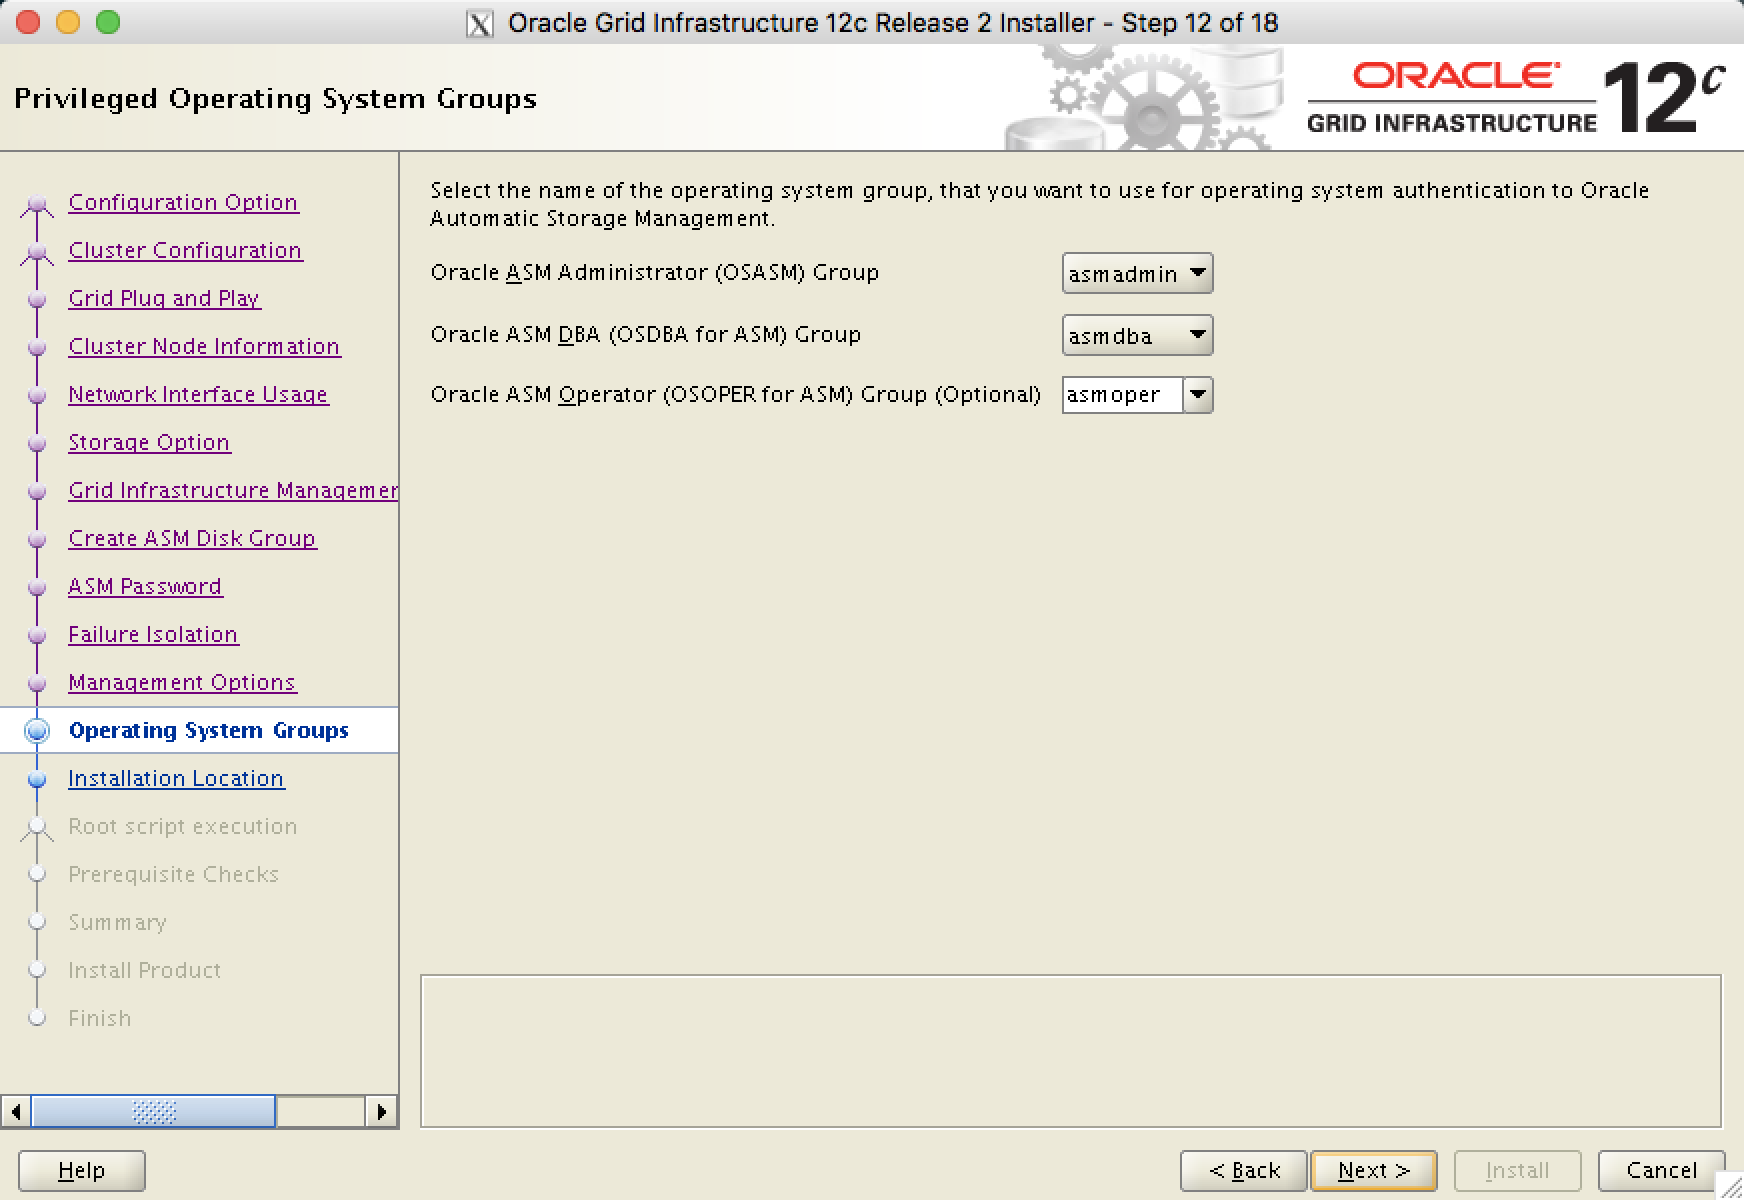 Oracle Grid Infrastructure 12c Release 2 Installer - Step 12 of 18
Privileged Operating System Groups
ORACLE
GRID INFRASTRUCTURE
12c
Configuration Option
Cluster Configuration
Grid Plug and Play
Cluster Node Information
Network Interface Usage
Storage Option
Grid Infrastructure Managemen
Create ASM Disk Group
ASM Password
Failure Isolation
Management Options
Operating System Groups
Installation Location
Root script execution
Prerequisite Checks
Summary
Install Product
Finish
Select the name of the operating system group, that you want to use for operating system authentication to Oracle
Automatic Storage Management.
Oracle ASM Administrator (OSASM) Group asmadmin
Oracle ASM DBA (OSDBA for ASM) Group asmdba
Oracle ASM Operator (OSOPER for ASM) Group (Optional) asmoper
Help
< Back
Next >
Install
Cancel